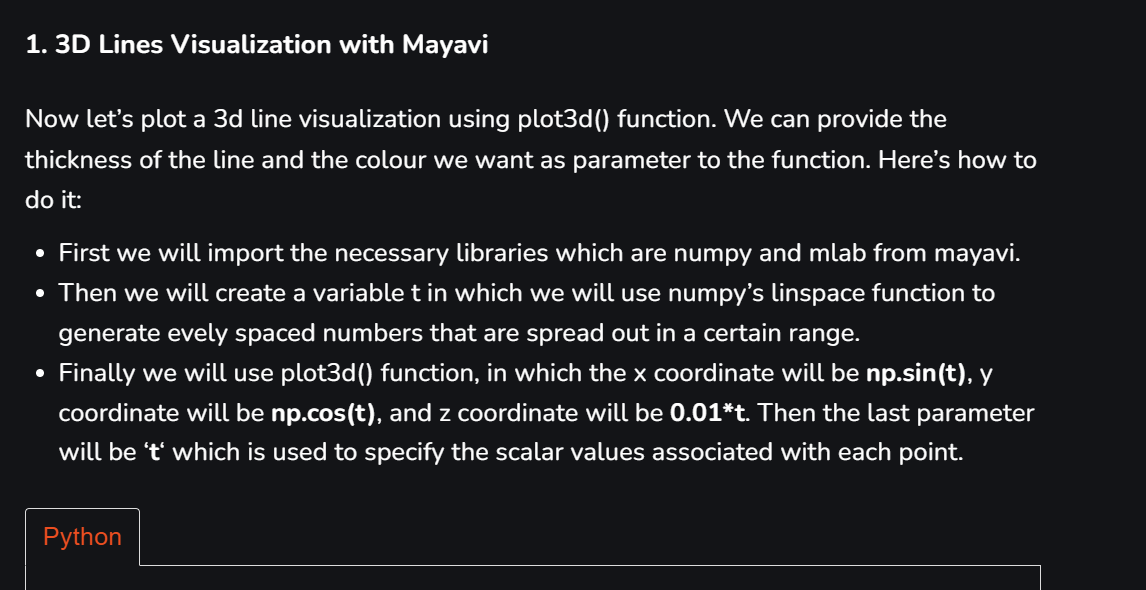 1. 3D Lines Visualization with Mayavi
Now let’s plot a 3d line visualization using plot3d() function. We can provide the
thickness of the line and the colour we want as parameter to the function. Here’s how to
do it:
• First we will import the necessary libraries which are numpy and mlab from mayavi.
• Then we will create a variable t in which we will use numpy’s linspace function to
generate evely spaced numbers that are spread out in a certain range.
• Finally we will use plot3d() function, in which the x coordinate will be np.sin(t), y
coordinate will be np.cos(t), and z coordinate will be 0.01*t. Then the last parameter
will be ‘t‘ which is used to specify the scalar values associated with each point.
Python